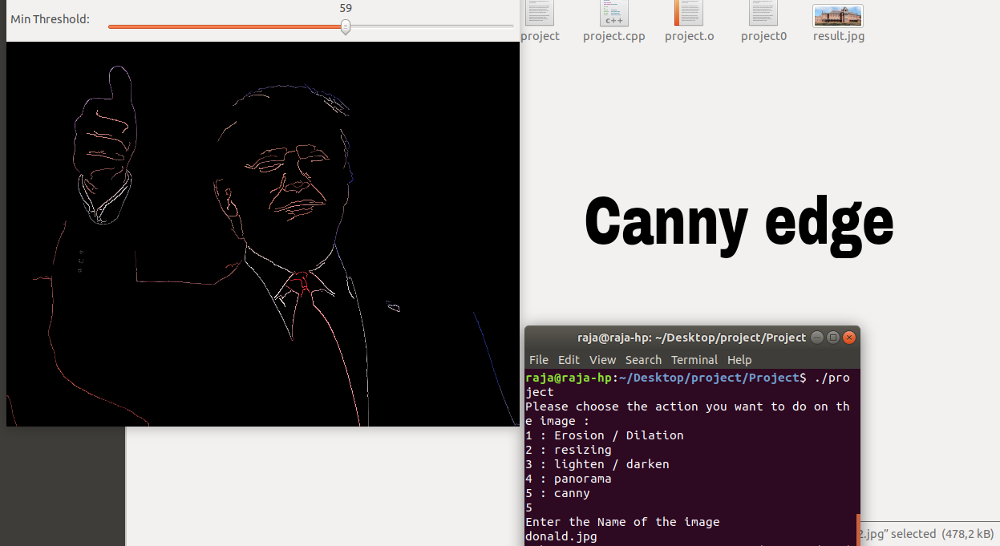 59
Min Threshold:
project project.cpp project.o project0 result.jpg
c++
Canny edge
raja@raja-hp: ~/Desktop/project/Project
File Edit View Search Terminal Help
raja@raja-hp:~/Desktop/project/Project$ ./pro
ject
Please choose the action you want to do on th
e image :
1 : Erosion / Dilation
2 : resizing
3 : lighten / darken
4 : panorama
5 : canny
5
Enter the Name of the image
donald.jpg
2.jpg” selected (478,2 kB)